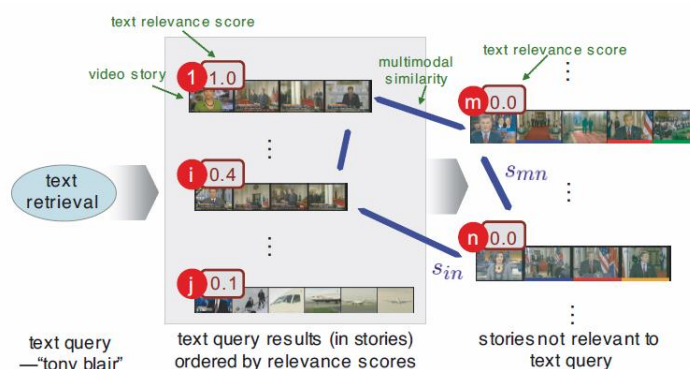 text relevance score
video story
1 1.0
multimodal
similarity
text relevance score
m 0.0
text
retrieval
i 0.4
smn
n 0.0
sin
j 0.1
text query
—“tony blair”
text query results (in stories)
ordered by relevance scores
stories not relevant to
text query